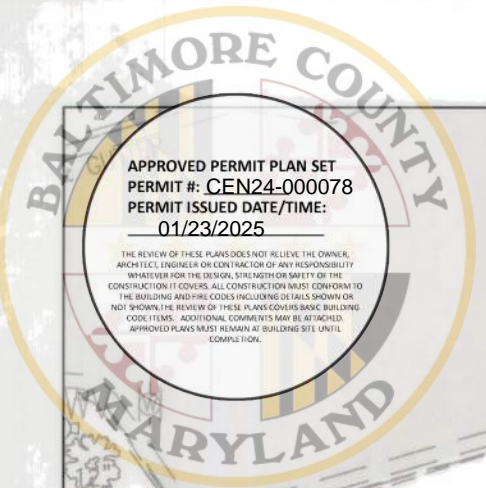 BALTIMORE COUNTY
APPROVED PERMIT PLAN SET
PERMIT #: CEN24-000078
PERMIT ISSUED DATE/TIME:
01/23/2025
THE REVIEW OF THESE PLANS DOES NOT RELIEVE THE OWNER,
ARCHITECT, ENGINEER OR CONTRACTOR OF ANY RESPONSIBILITY
WHATEVER FOR THE DESIGN, STRENGTH OR SAFETY OF THE
CONSTRUCTION IT COVERS. ALL CONSTRUCTION MUST CONFORM TO
THE BUILDING AND FIRE CODES INCLUDING DETAILS SHOWN OR
NOT SHOWN.THE REVIEW OF THESE PLANS COVERS BASIC BUILDING
CODE ITEMS. ADDITIONAL COMMENTS MAY BE ATTACHED.
APPROVED PLANS MUST REMAIN AT BUILDING SITE UNTIL
COMPLETION.
MARYLAND